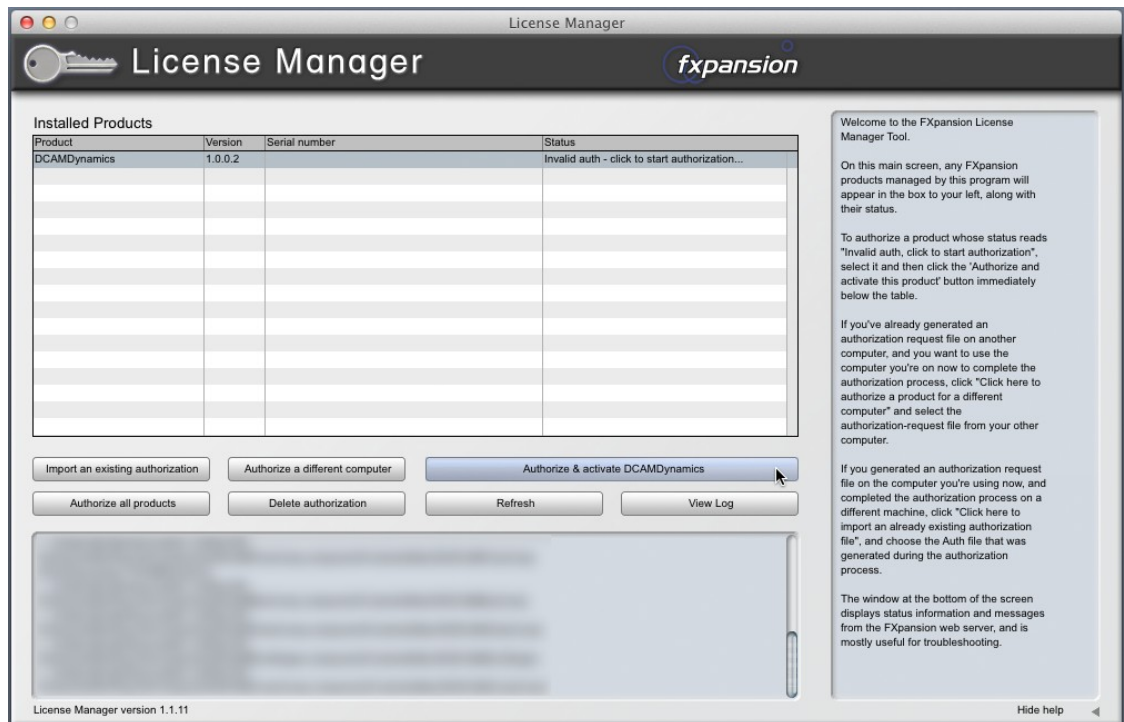 License Manager
License Manager
fxpansion
Installed Products
Product Version Serial number Status
DCAMDynamics 1.0.0.2 Invalid auth - click to start authorization...
Import an existing authorization Authorize a different computer Authorize & activate DCAMDynamics
Authorize all products Delete authorization Refresh View Log
License Manager version 1.1.11
Welcome to the FXpansion License
Manager Tool.
On this main screen, any FXpansion
products managed by this program will
appear in the box to your left, along with
their status.
To authorize a product whose status reads
"Invalid auth, click to start authorization",
select it and then click the 'Authorize and
activate this product' button immediately
below the table.
If you've already generated an
authorization request file on another
computer, and you want to use the
computer you're on now to complete the
authorization process, click "Click here to
authorize a product for a different
computer" and select the
authorization-request file from your other
computer.
If you generated an authorization request
file on the computer you're using now, and
completed the authorization process on a
different machine, click "Click here to
import an already existing authorization
file", and choose the Auth file that was
generated during the authorization
process.
The window at the bottom of the screen
displays status information and messages
from the FXpansion web server, and is
mostly useful for troubleshooting.
Hide help